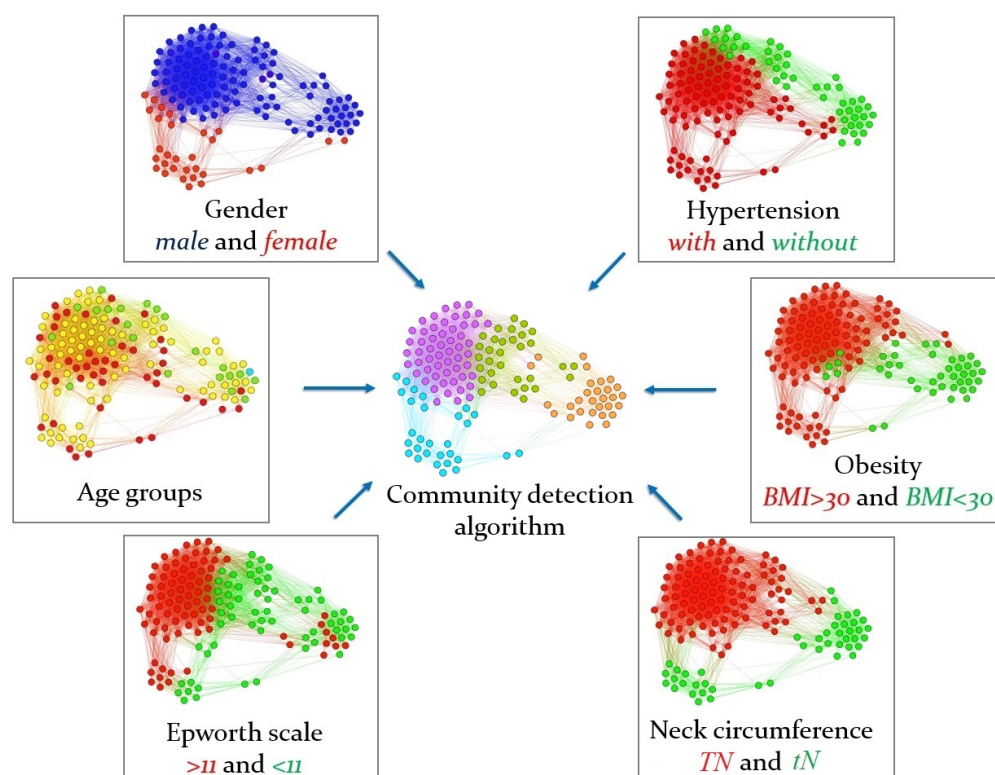 Gender
male and female
Hypertension
with and without
Age groups
Community detection
algorithm
Obesity
BMI>30 and BMI<30
Epworth scale
>11 and <11
Neck circumference
TN and tN